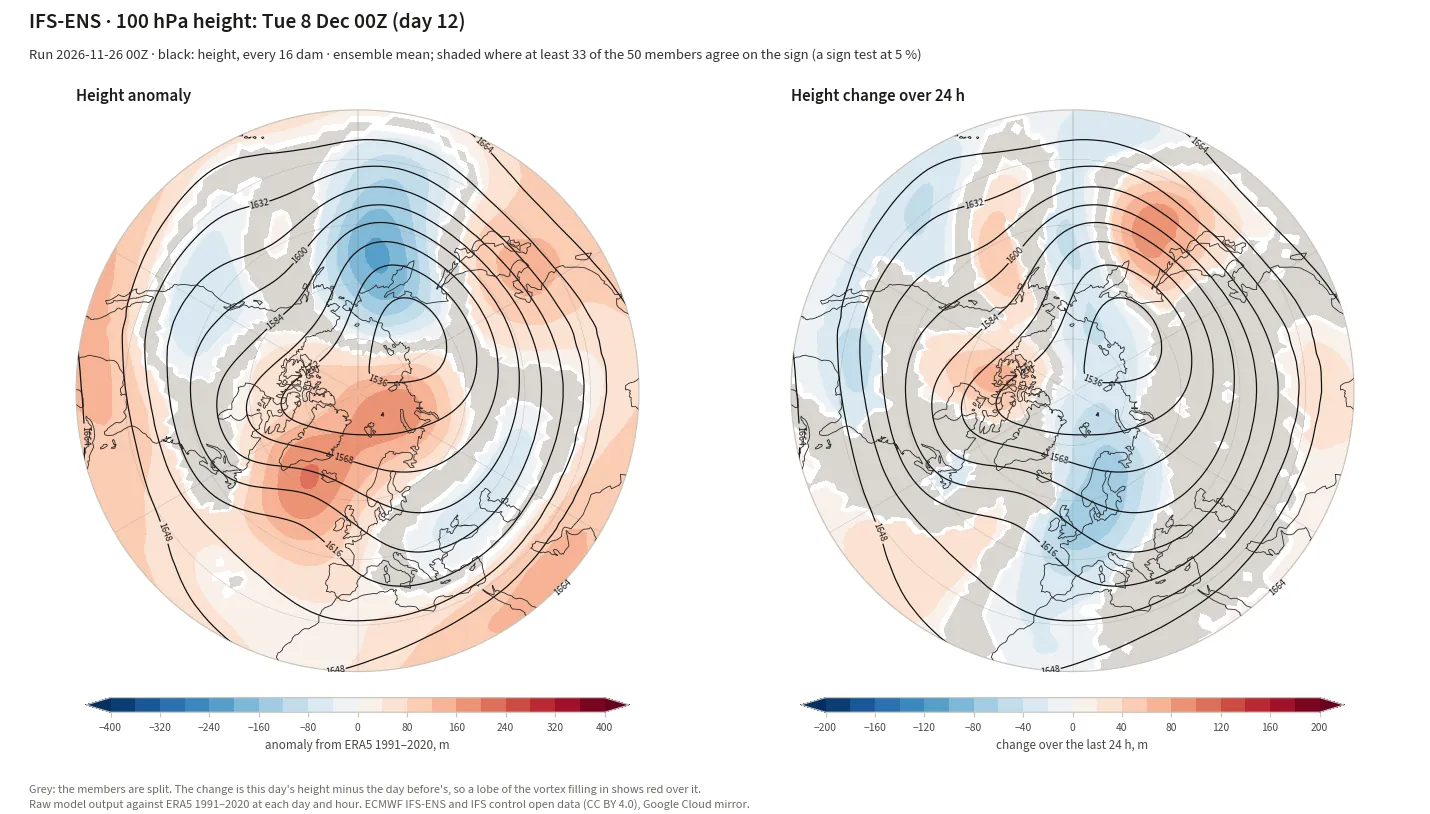 IFS-ENS · 100 hPa height: Tue 8 Dec 00Z (day 12)
Run 2026-11-26 00Z · black: height, every 16 dam · ensemble mean; shaded where at least 33 of the 50 members agree on the sign (a sign test at 5 %)
Height anomaly
Height change over 24 h
1664
1632
1600
1584
1536
1568
1664
1648
1616
1664
1648
1664
1632
1600
1584
1536
1568
1664
1648
1616
1664
1648
−400 −320 −240 −160 −80 0 80 160 240 320 400
anomaly from ERA5 1991–2020, m
−200 −160 −120 −80 −40 0 40 80 120 160 200
change over the last 24 h, m
Grey: the members are split. The change is this day's height minus the day before's, so a lobe of the vortex filling in shows red over it.
Raw model output against ERA5 1991–2020 at each day and hour. ECMWF IFS-ENS and IFS control open data (CC BY 4.0), Google Cloud mirror.